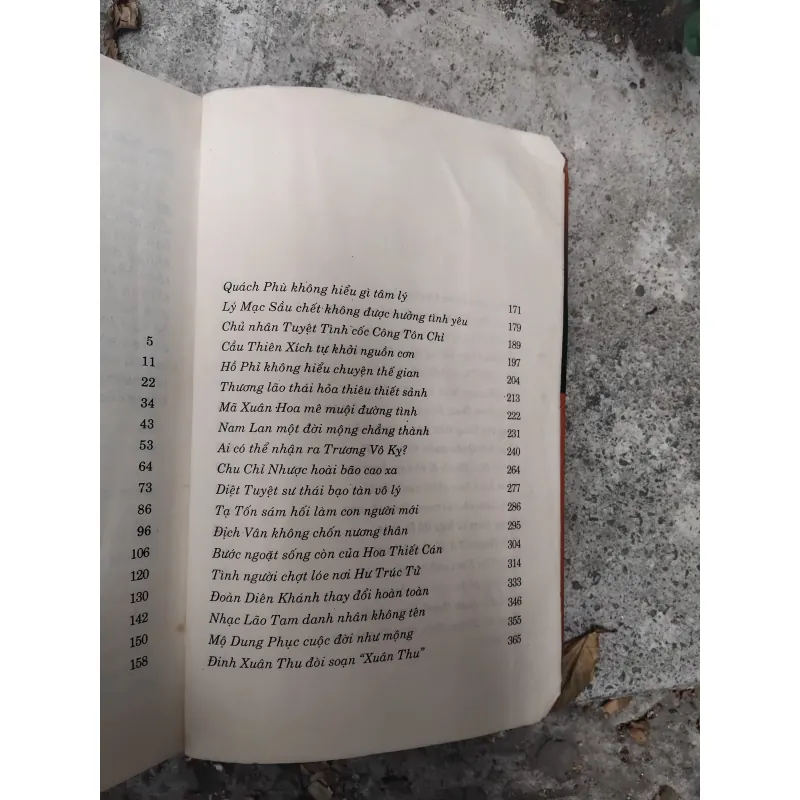 5
11
22
34
43
53
64
73
86
96
106
120
130
142
150
158
Quách Phù không hiểu gì tâm lý 171
Lý Mạc Sầu chết không được hưởng tình yêu 179
Chủ nhân Tuyệt Tình cốc Công Tôn Chỉ 189
Cầu Thiên Xích tự khởi nguồn cơn 197
Hồ Phỉ không hiểu chuyện thế gian 204
Thương lão thái hỏa thiêu thiết sảnh 213
Mã Xuân Hoa mê muội đường tình 222
Nam Lan một đời mộng chẳng thành 231
Ai có thể nhận ra Trương Vô Kỵ? 240
Chu Chỉ Nhược hoài bão cao xa 264
Diệt Tuyệt sư thái bạo tàn vô lý 277
Tạ Tốn sám hối làm con người mới 286
Địch Vân không chốn nương thân 295
Bước ngoặt sống còn của Hoa Thiết Cán 304
Tình người chợt lóe nơi Hư Trúc Tử 314
Đoàn Diên Khánh thay đổi hoàn toàn 333
Nhạc Lão Tam danh nhân không tên 346
Mộ Dung Phục cuộc đời như mộng 355
Đinh Xuân Thu đòi soạn “Xuân Thu” 365